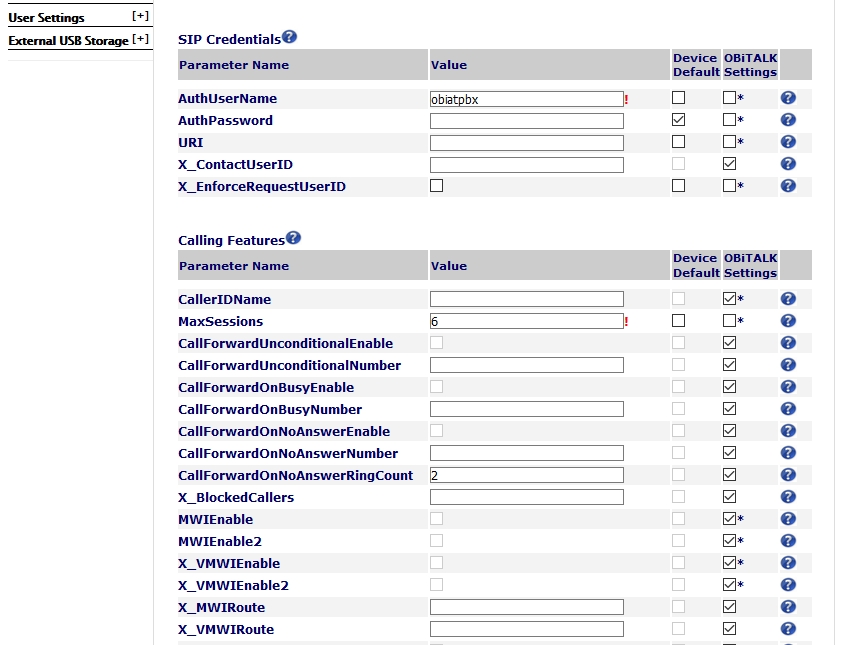 User Settings [+]
External USB Storage [+]
SIP Credentials?
Parameter Name Value Device Default OBiTALK Settings
AuthUserName obiatpbx ! * ?
AuthPassword * ?
URI * ?
X_ContactUserID ?
X_EnforceRequestUserID * ?
Calling Features?
Parameter Name Value Device Default OBiTALK Settings
CallerIDName * ?
MaxSessions 6 ! * ?
CallForwardUnconditionalEnable ?
CallForwardUnconditionalNumber ?
CallForwardOnBusyEnable ?
CallForwardOnBusyNumber ?
CallForwardOnNoAnswerEnable ?
CallForwardOnNoAnswerNumber ?
CallForwardOnNoAnswerRingCount 2 ?
X_BlockedCallers ?
MWIEnable * ?
MWIEnable2 * ?
X_VMWIEnable * ?
X_VMWIEnable2 * ?
X_MWIRoute ?
X_VMWIRoute ?